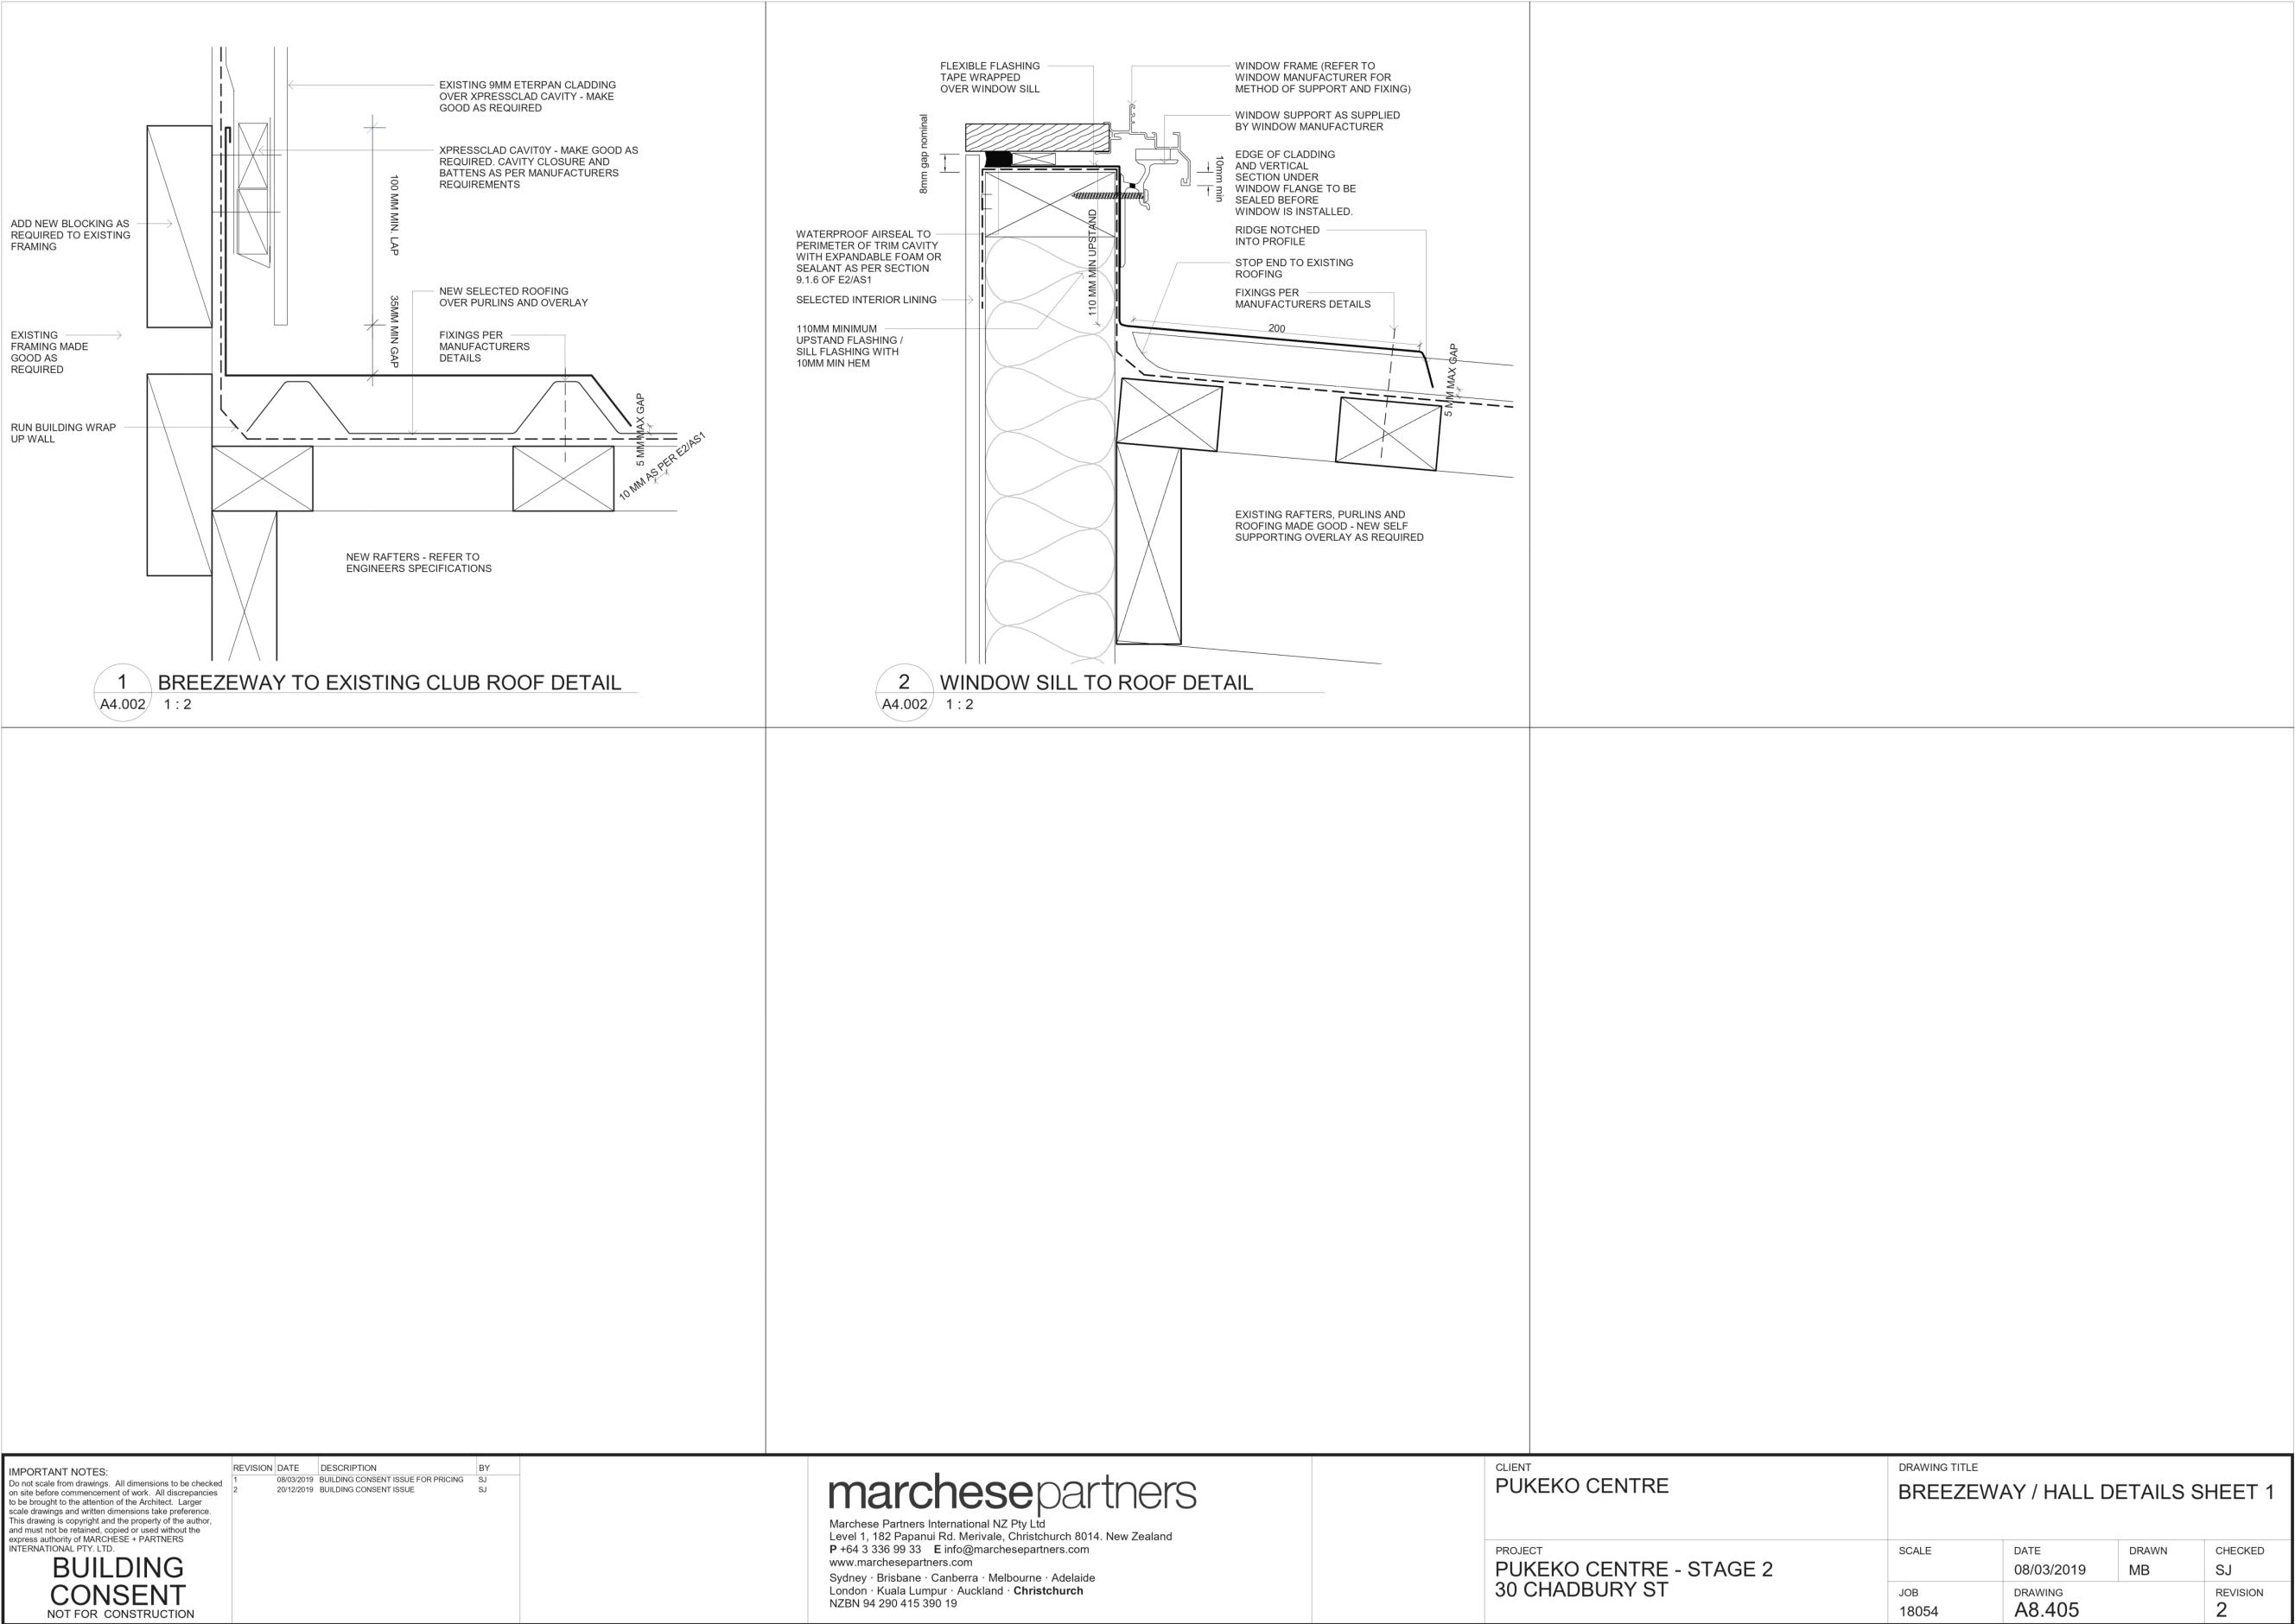 EXISTING 9MM ETERPAN CLADDING
OVER XPRESSCLAD CAVITY - MAKE
GOOD AS REQUIRED
XPRESSCLAD CAVIT0Y - MAKE GOOD AS
REQUIRED. CAVITY CLOSURE AND
BATTENS AS PER MANUFACTURERS
REQUIREMENTS
100 MM MIN. LAP
ADD NEW BLOCKING AS
REQUIRED TO EXISTING
FRAMING
NEW SELECTED ROOFING
OVER PURLINS AND OVERLAY
35MM MIN GAP
EXISTING
FRAMING MADE
GOOD AS
REQUIRED
FIXINGS PER
MANUFACTURERS
DETAILS
RUN BUILDING WRAP
UP WALL
5 MM MAX GAP
10 MM AS PER E2/AS1
NEW RAFTERS - REFER TO
ENGINEERS SPECIFICATIONS
1
A4.002
BREEZEWAY TO EXISTING CLUB ROOF DETAIL
1 : 2
FLEXIBLE FLASHING
TAPE WRAPPED
OVER WINDOW SILL
WINDOW FRAME (REFER TO
WINDOW MANUFACTURER FOR
METHOD OF SUPPORT AND FIXING)
WINDOW SUPPORT AS SUPPLIED
BY WINDOW MANUFACTURER
8mm gap nominal
10mm min
EDGE OF CLADDING
AND VERTICAL
SECTION UNDER
WINDOW FLANGE TO BE
SEALED BEFORE
WINDOW IS INSTALLED.
WATERPROOF AIRSEAL TO
PERIMETER OF TRIM CAVITY
WITH EXPANDABLE FOAM OR
SEALANT AS PER SECTION
9.1.6 OF E2/AS1
110 MM MIN UPSTAND
RIDGE NOTCHED
INTO PROFILE
STOP END TO EXISTING
ROOFING
SELECTED INTERIOR LINING
FIXINGS PER
MANUFACTURERS DETAILS
110MM MINIMUM
UPSTAND FLASHING /
SILL FLASHING WITH
10MM MIN HEM
200
5 MM MAX GAP
EXISTING RAFTERS, PURLINS AND
ROOFING MADE GOOD - NEW SELF
SUPPORTING OVERLAY AS REQUIRED
2
A4.002
WINDOW SILL TO ROOF DETAIL
1 : 2
IMPORTANT NOTES:
Do not scale from drawings. All dimensions to be checked
on site before commencement of work. All discrepancies
to be brought to the attention of the Architect. Larger
scale drawings and written dimensions take preference.
This drawing is copyright and the property of the author,
and must not be retained, copied or used without the
express authority of MARCHESE + PARTNERS
INTERNATIONAL PTY. LTD.
BUILDING
CONSENT
NOT FOR CONSTRUCTION
REVISION DATE DESCRIPTION BY
1 08/03/2019 BUILDING CONSENT ISSUE FOR PRICING SJ
2 20/12/2019 BUILDING CONSENT ISSUE SJ
marchesepartners
Marchese Partners International NZ Pty Ltd
Level 1, 182 Papanui Rd. Merivale, Christchurch 8014. New Zealand
P +64 3 336 99 33 E info@marchesepartners.com
www.marchesepartners.com
Sydney · Brisbane · Canberra · Melbourne · Adelaide
London · Kuala Lumpur · Auckland · Christchurch
NZBN 94 290 415 390 19
CLIENT
PUKEKO CENTRE
PROJECT
PUKEKO CENTRE - STAGE 2
30 CHADBURY ST
DRAWING TITLE
BREEZEWAY / HALL DETAILS SHEET 1
SCALE DATE DRAWN CHECKED
08/03/2019 MB SJ
JOB DRAWING REVISION
18054 A8.405 2